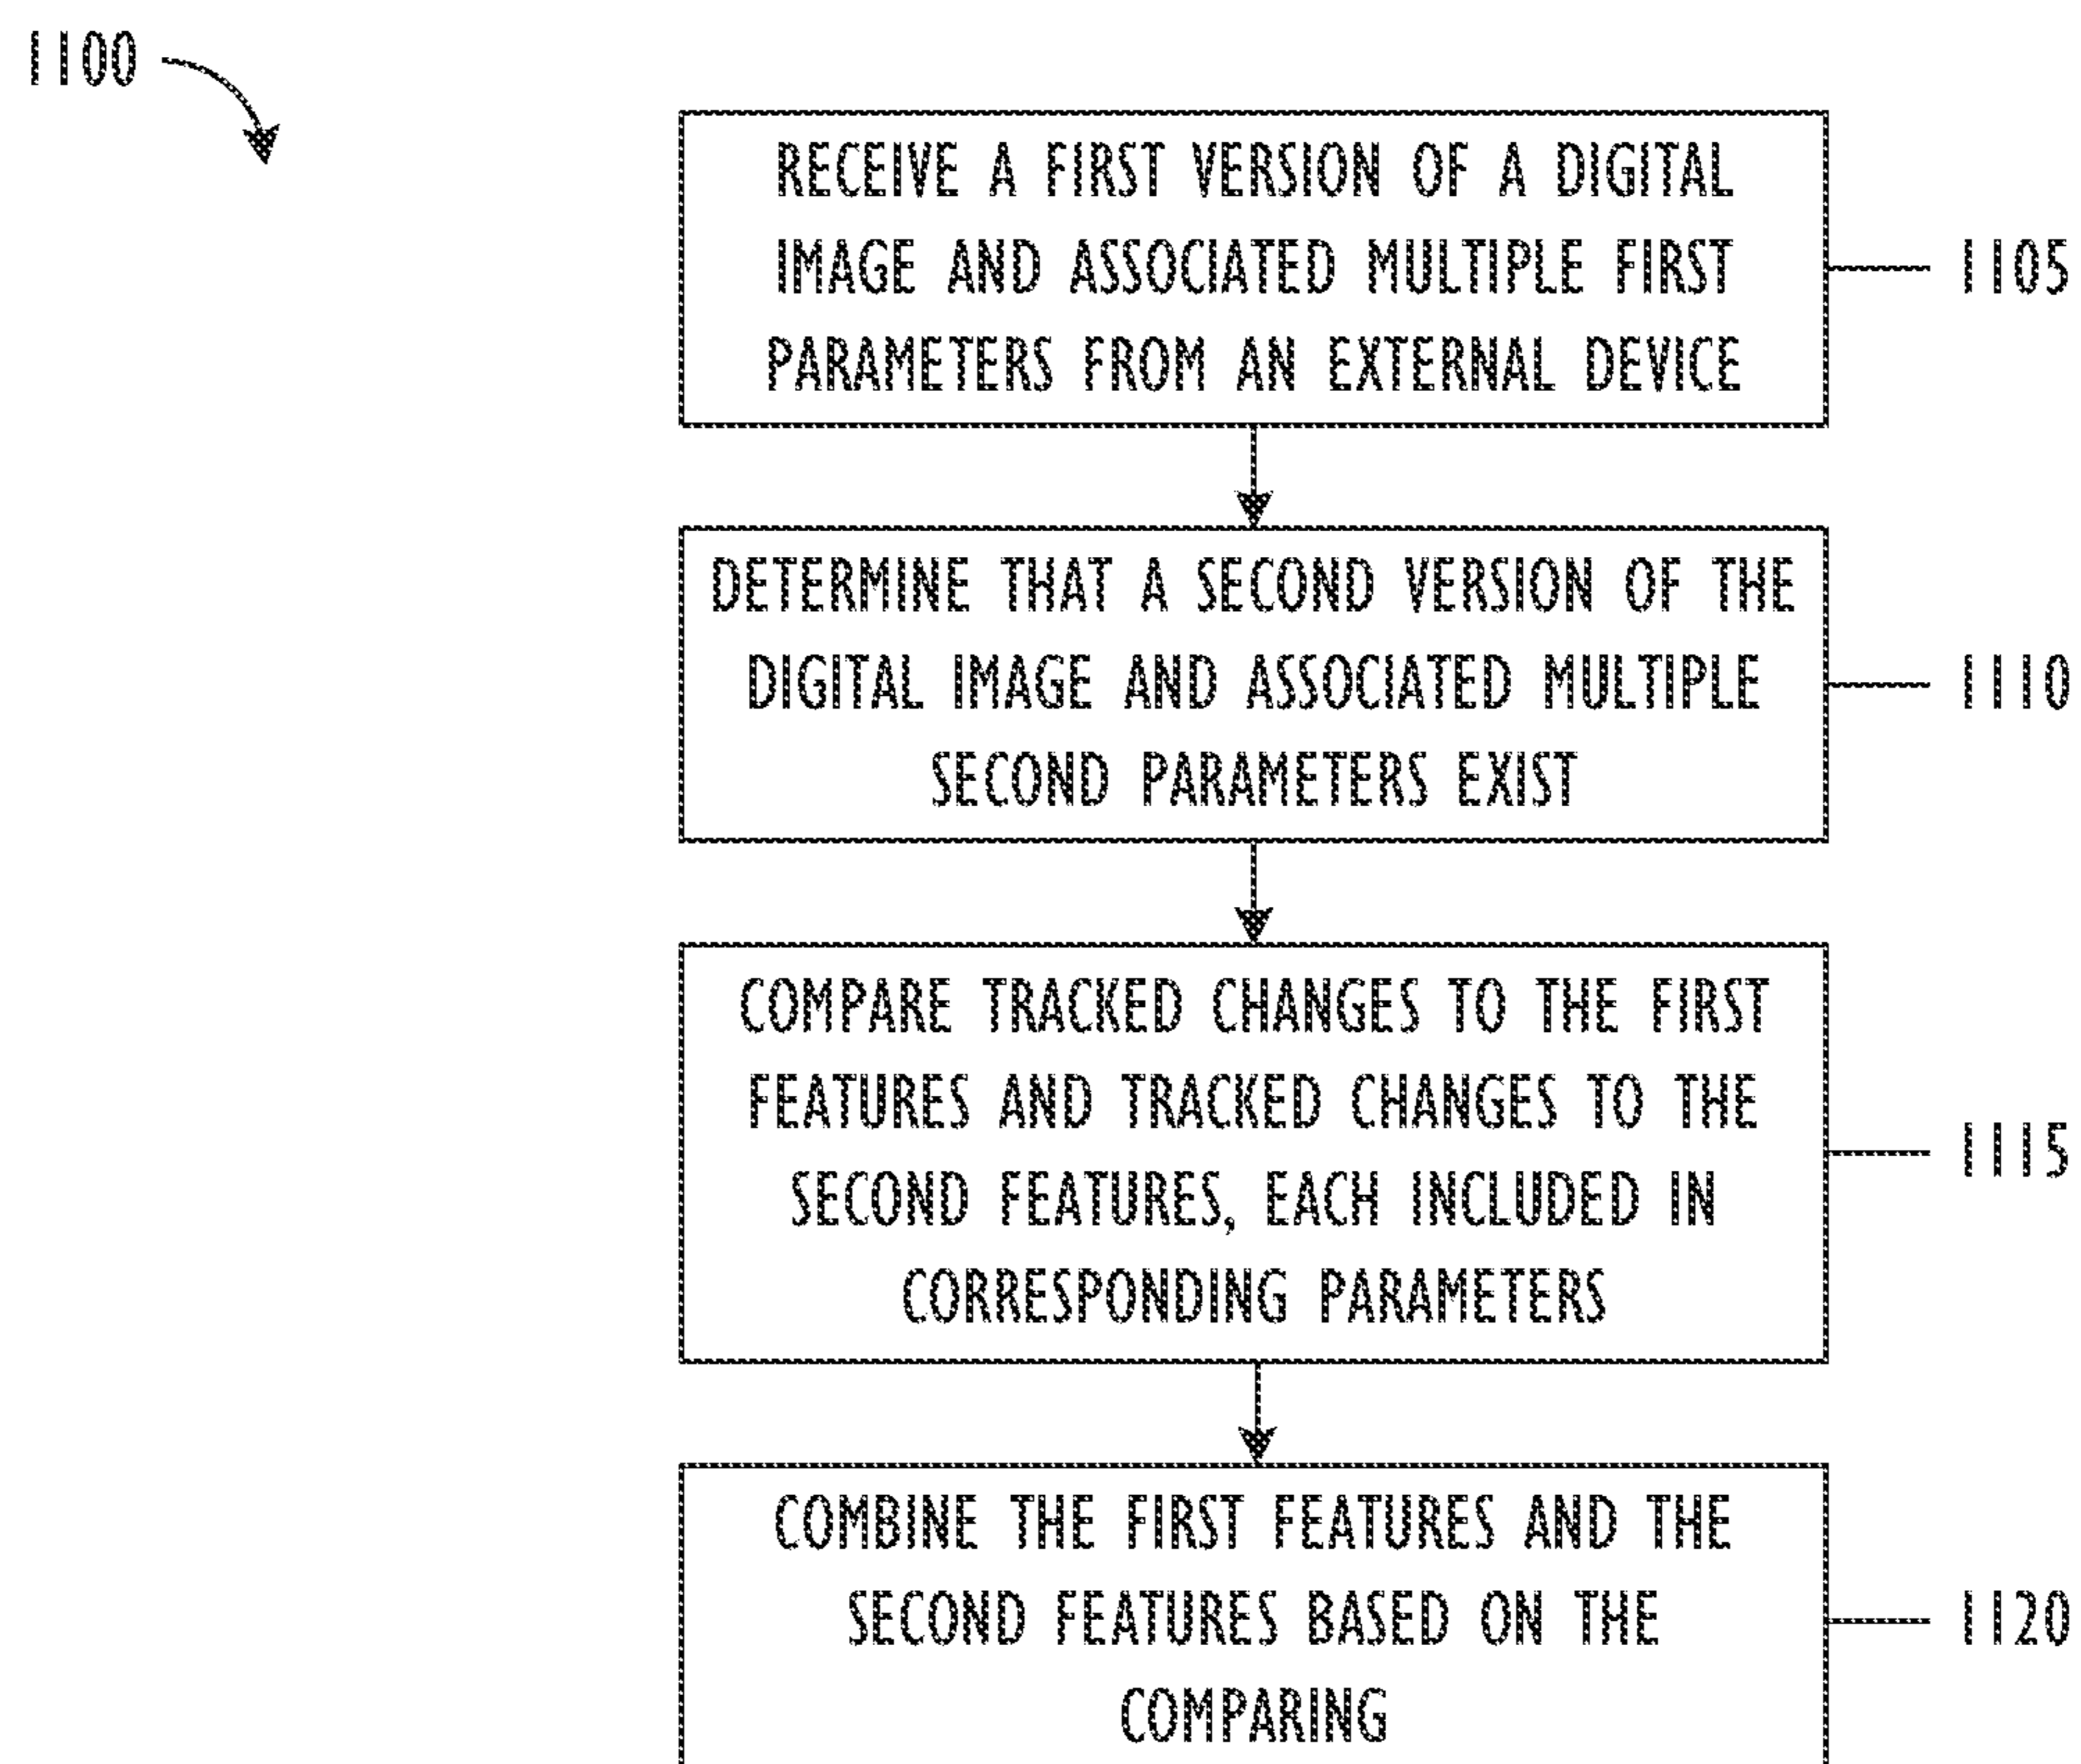 1100
RECEIVE A FIRST VERSION OF A DIGITAL
IMAGE AND ASSOCIATED MULTIPLE FIRST
PARAMETERS FROM AN EXTERNAL DEVICE
1105
DETERMINE THAT A SECOND VERSION OF THE
DIGITAL IMAGE AND ASSOCIATED MULTIPLE
SECOND PARAMETERS EXIST
1110
COMPARE TRACKED CHANGES TO THE FIRST
FEATURES AND TRACKED CHANGES TO THE
SECOND FEATURES, EACH INCLUDED IN
CORRESPONDING PARAMETERS
1115
COMBINE THE FIRST FEATURES AND THE
SECOND FEATURES BASED ON THE
COMPARING
1120